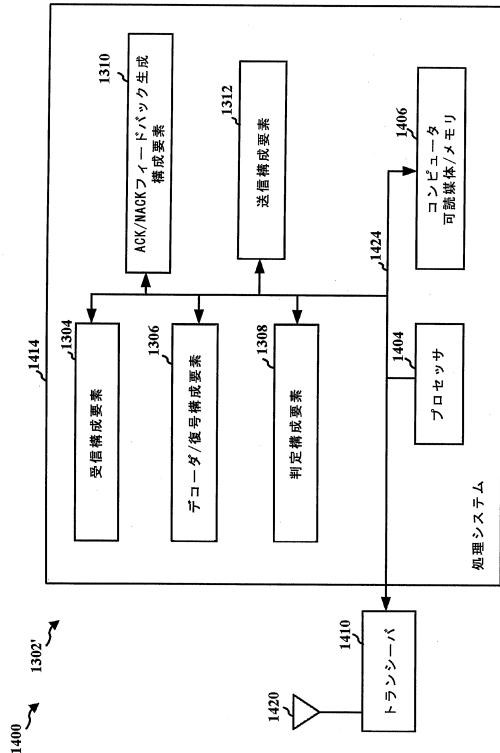 1400
1302'
1414
1304
受信構成要素
1306
デコーダ/復号構成要素
1308
判定構成要素
1310
ACK/NACKフィードバック生成
構成要素
1312
送信構成要素
1424
1404
プロセッサ
1406
コンピュータ
可読媒体/メモリ
処理システム
1420
1410
トランシーバ